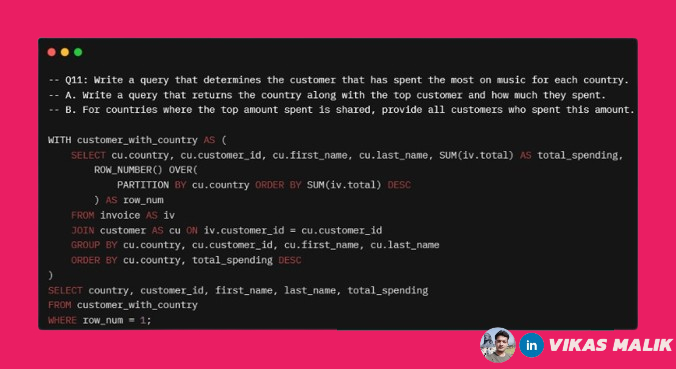 -- Q11: Write a query that determines the customer that has spent the most on music for each country.
-- A. Write a query that returns the country along with the top customer and how much they spent.
-- B. For countries where the top amount spent is shared, provide all customers who spent this amount.
WITH customer_with_country AS (
SELECT cu.country, cu.customer_id, cu.first_name, cu.last_name, SUM(iv.total) AS total_spending,
ROW_NUMBER() OVER(
PARTITION BY cu.country ORDER BY SUM(iv.total) DESC
) AS row_num
FROM invoice AS iv
JOIN customer AS cu ON iv.customer_id = cu.customer_id
GROUP BY cu.country, cu.customer_id, cu.first_name, cu.last_name
ORDER BY cu.country, total_spending DESC
)
SELECT country, customer_id, first_name, last_name, total_spending
FROM customer_with_country
WHERE row_num = 1;
in VIKAS MALIK